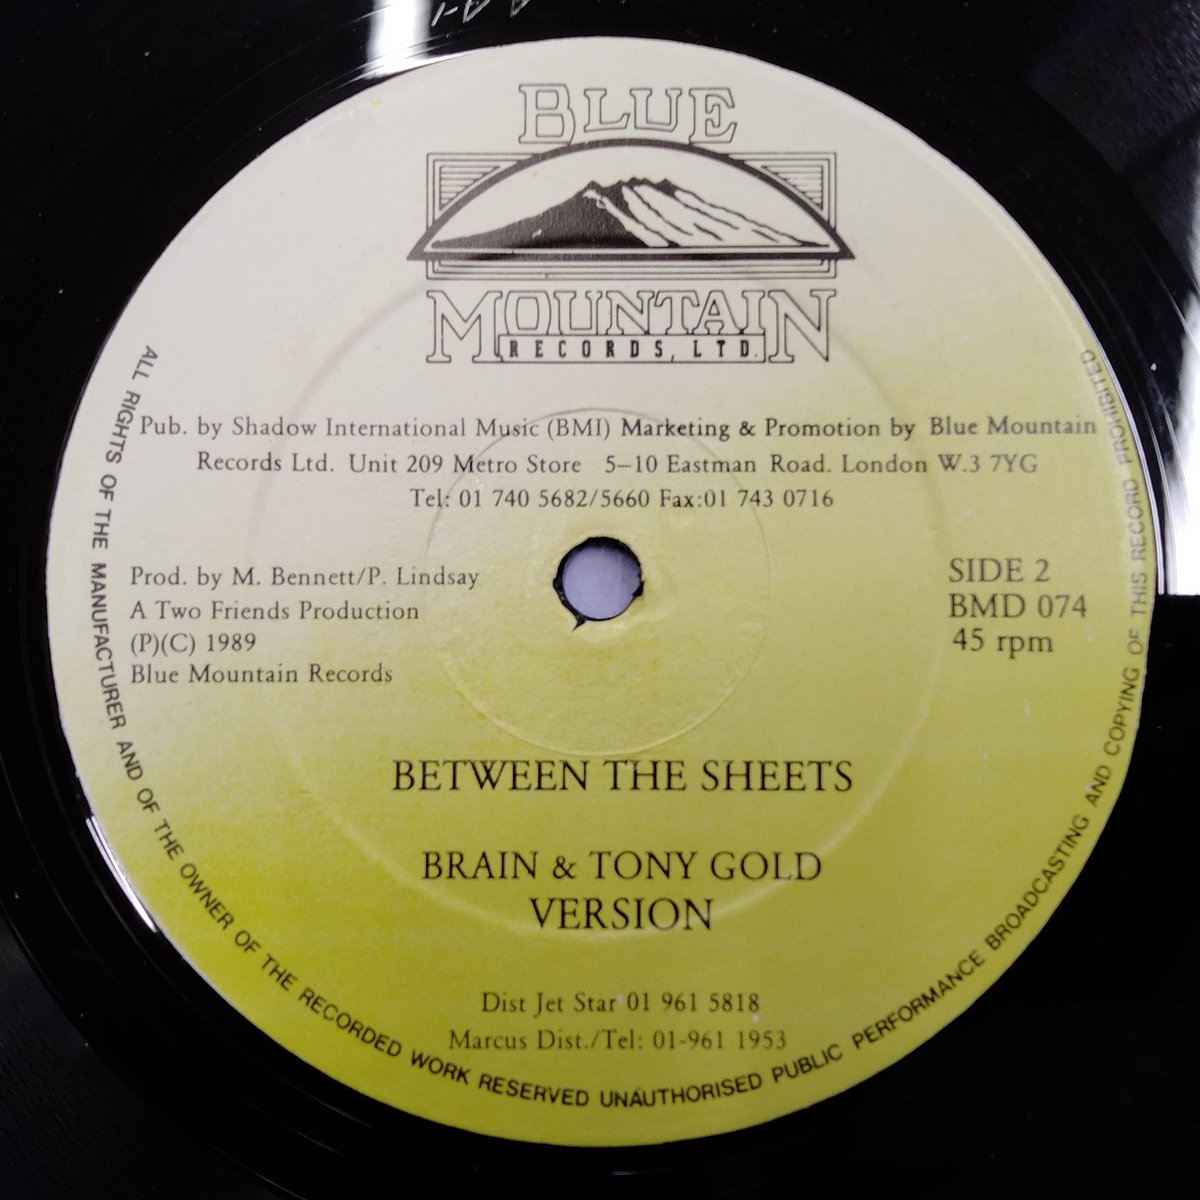 BLUE
MOUNTAIN
RECORDS, LTD.
Pub. by Shadow International Music (BMI) Marketing & Promotion by Blue Mountain
Records Ltd. Unit 209 Metro Store 5–10 Eastman Road. London W.3 7YG
Tel: 01 740 5682/5660 Fax:01 743 0716
Prod. by M. Bennett/P. Lindsay
A Two Friends Production
(P)(C) 1989
Blue Mountain Records
SIDE 2
BMD 074
45 rpm
BETWEEN THE SHEETS
BRAIN & TONY GOLD
VERSION
Dist Jet Star 01 961 5818
Marcus Dist./Tel: 01-961 1953
ALL RIGHTS OF THE MANUFACTURER AND OF THE OWNER OF THE RECORDED WORK RESERVED UNAUTHORISED PUBLIC PERFORMANCE BROADCASTING AND COPYING OF THIS RECORD PROHIBITED